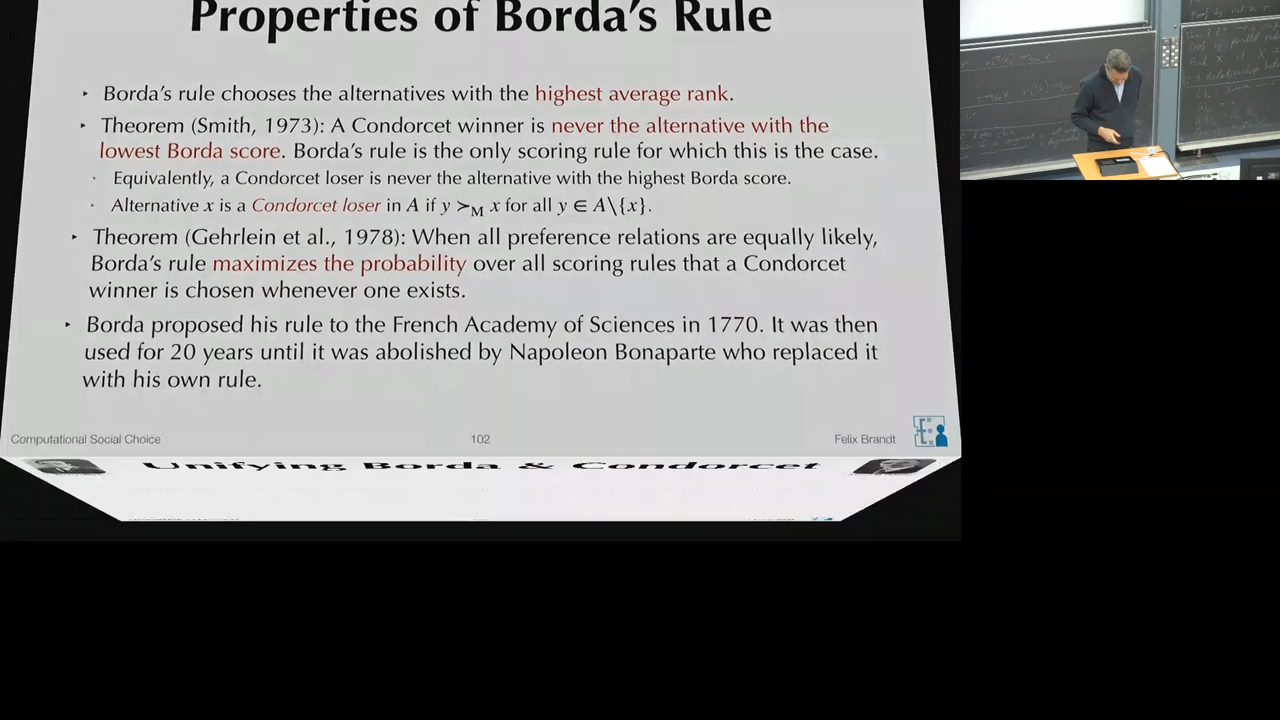 Properties of Borda's Rule
‣ Borda's rule chooses the alternatives with the highest average rank.
‣ Theorem (Smith, 1973): A Condorcet winner is never the alternative with the
lowest Borda score. Borda's rule is the only scoring rule for which this is the case.
‣ Equivalently, a Condorcet loser is never the alternative with the highest Borda score.
‣ Alternative x is a Condorcet loser in A if y ≻M x for all y ∈ A\{x}.
‣ Theorem (Gehrlein et al., 1978): When all preference relations are equally likely,
Borda's rule maximizes the probability over all scoring rules that a Condorcet
winner is chosen whenever one exists.
‣ Borda proposed his rule to the French Academy of Sciences in 1770. It was then
used for 20 years until it was abolished by Napoleon Bonaparte who replaced it
with his own rule.
Computational Social Choice 102 Felix Brandt
Unifying Borda & Condorcet